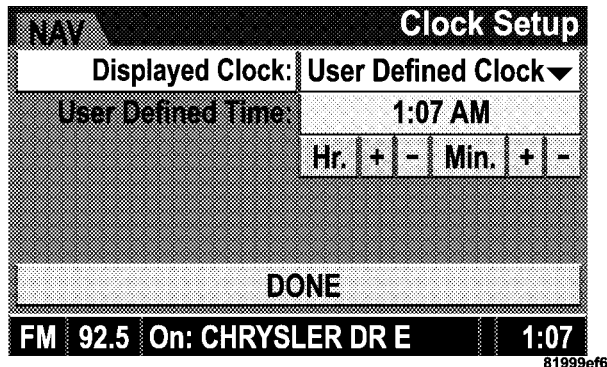 NAV Clock Setup
Displayed Clock: User Defined Clock
User Defined Time: 1:07 AM
Hr. + - Min. + -
DONE
FM 92.5 On: CHRYSLER DR E 1:07
81999ef6